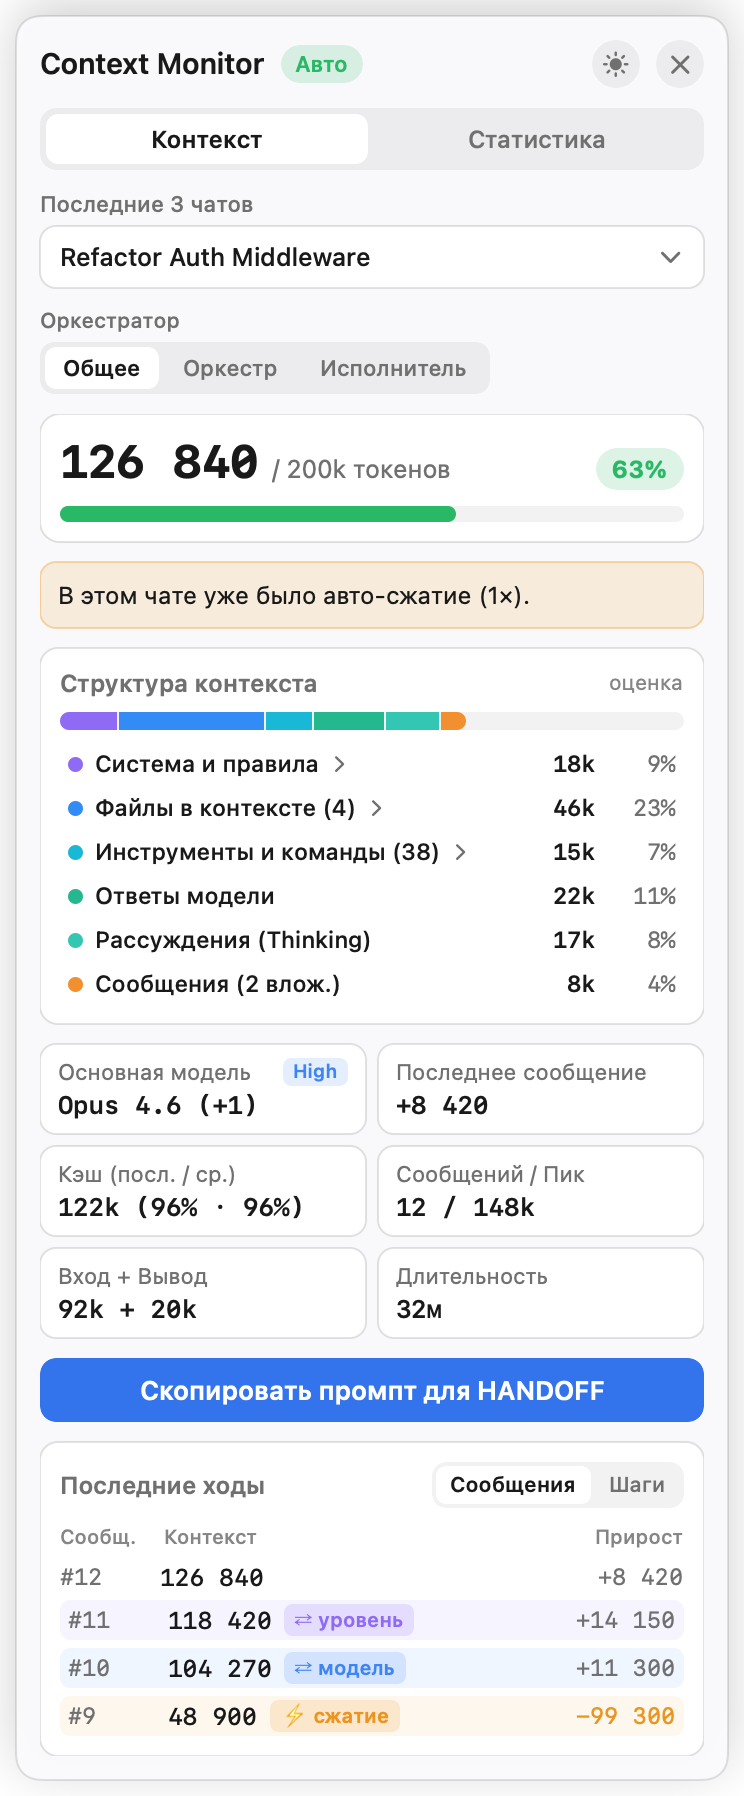 Context Monitor Авто
Контекст Статистика
Последние 3 чатов
Refactor Auth Middleware
Оркестратор
Общее Оркестр Исполнитель
126 840 / 200k токенов 63%
В этом чате уже было авто-сжатие (1×).
Структура контекста оценка
Система и правила 18k 9%
Файлы в контексте (4) 46k 23%
Инструменты и команды (38) 15k 7%
Ответы модели 22k 11%
Рассуждения (Thinking) 17k 8%
Сообщения (2 влож.) 8k 4%
Основная модель High
Opus 4.6 (+1)
Последнее сообщение
+8 420
Кэш (посл. / ср.)
122k (96% · 96%)
Сообщений / Пик
12 / 148k
Вход + Вывод
92k + 20k
Длительность
32м
Скопировать промпт для HANDOFF
Последние ходы Сообщения Шаги
Сообщ. Контекст Прирост
#12 126 840 +8 420
#11 118 420 ⇄ уровень +14 150
#10 104 270 ⇄ модель +11 300
#9 48 900 ⚡ сжатие −99 300